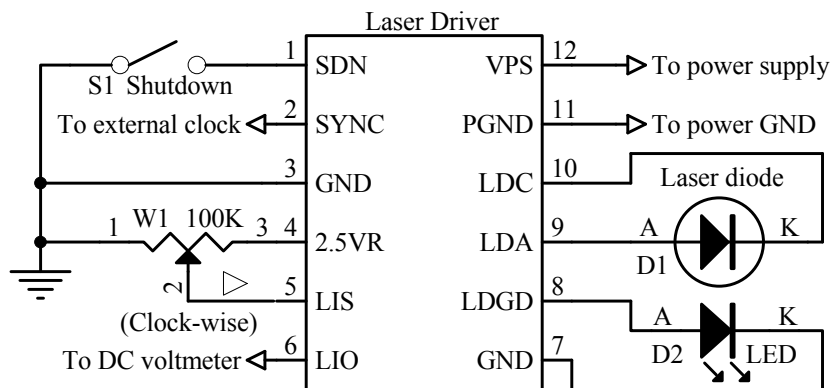 Laser Driver
1 SDN VPS 12 To power supply
S1 Shutdown
To external clock 2 SYNC PGND 11 To power GND
3 GND LDC 10
Laser diode
1 W1 100K 3 4 2.5VR LDA 9 A K
D1
2 5 LIS LDGD 8
(Clock-wise) A K
To DC voltmeter 6 LIO GND 7 D2 LED